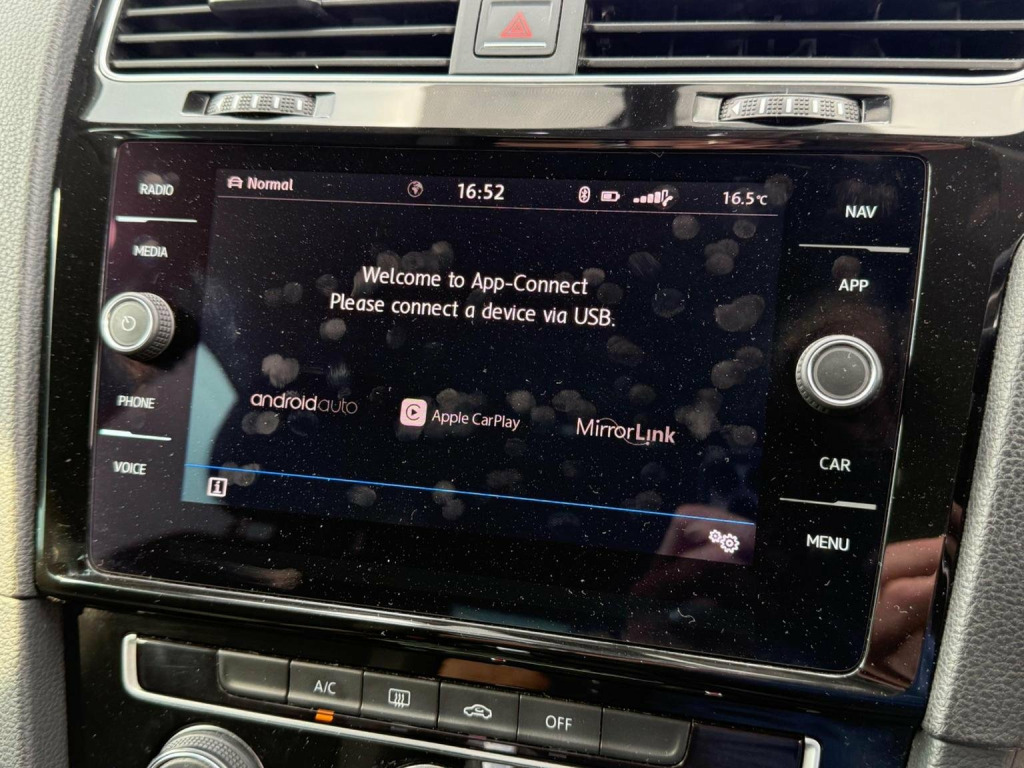 RADIO
MEDIA
PHONE
VOICE
Normal
16:52
16.5°C
Welcome to App-Connect
Please connect a device via USB.
androidauto
Apple CarPlay
MirrorLink
i
NAV
APP
CAR
MENU
A/C
OFF